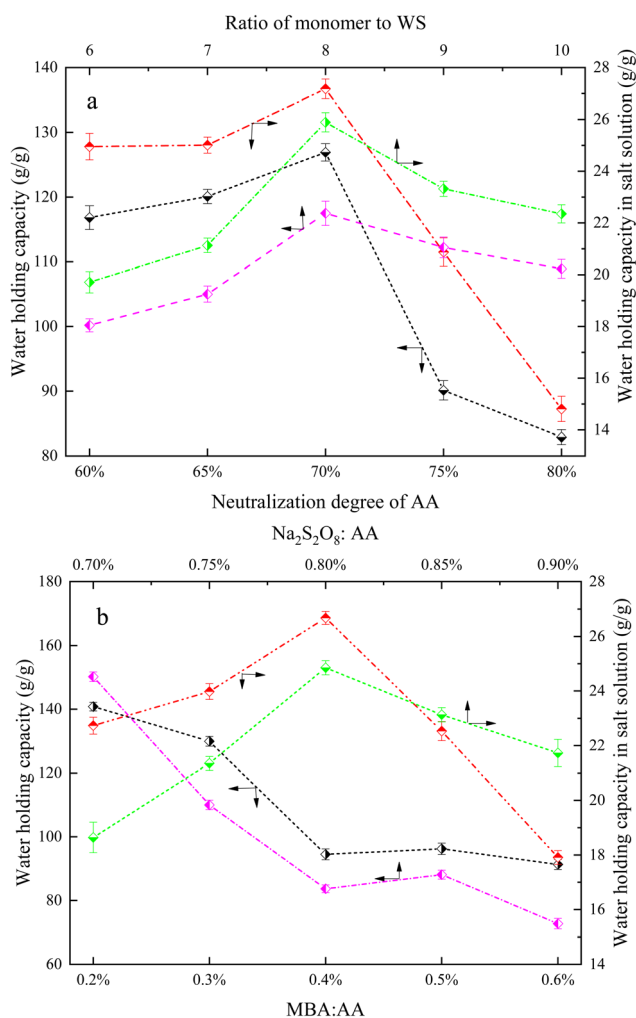 Ratio of monomer to WS
6 7 8 9 10
a
140
130
120
110
100
90
80
Water holding capacity (g/g)
28
26
24
22
20
18
16
14
Water holding capacity in salt solution (g/g)
60% 65% 70% 75% 80%
Neutralization degree of AA
Na₂S₂O₈: AA
0.70% 0.75% 0.80% 0.85% 0.90%
b
180
160
140
120
100
80
60
Water holding capacity (g/g)
28
26
24
22
20
18
16
14
Water holding capacity in salt solution (g/g)
0.2% 0.3% 0.4% 0.5% 0.6%
MBA:AA